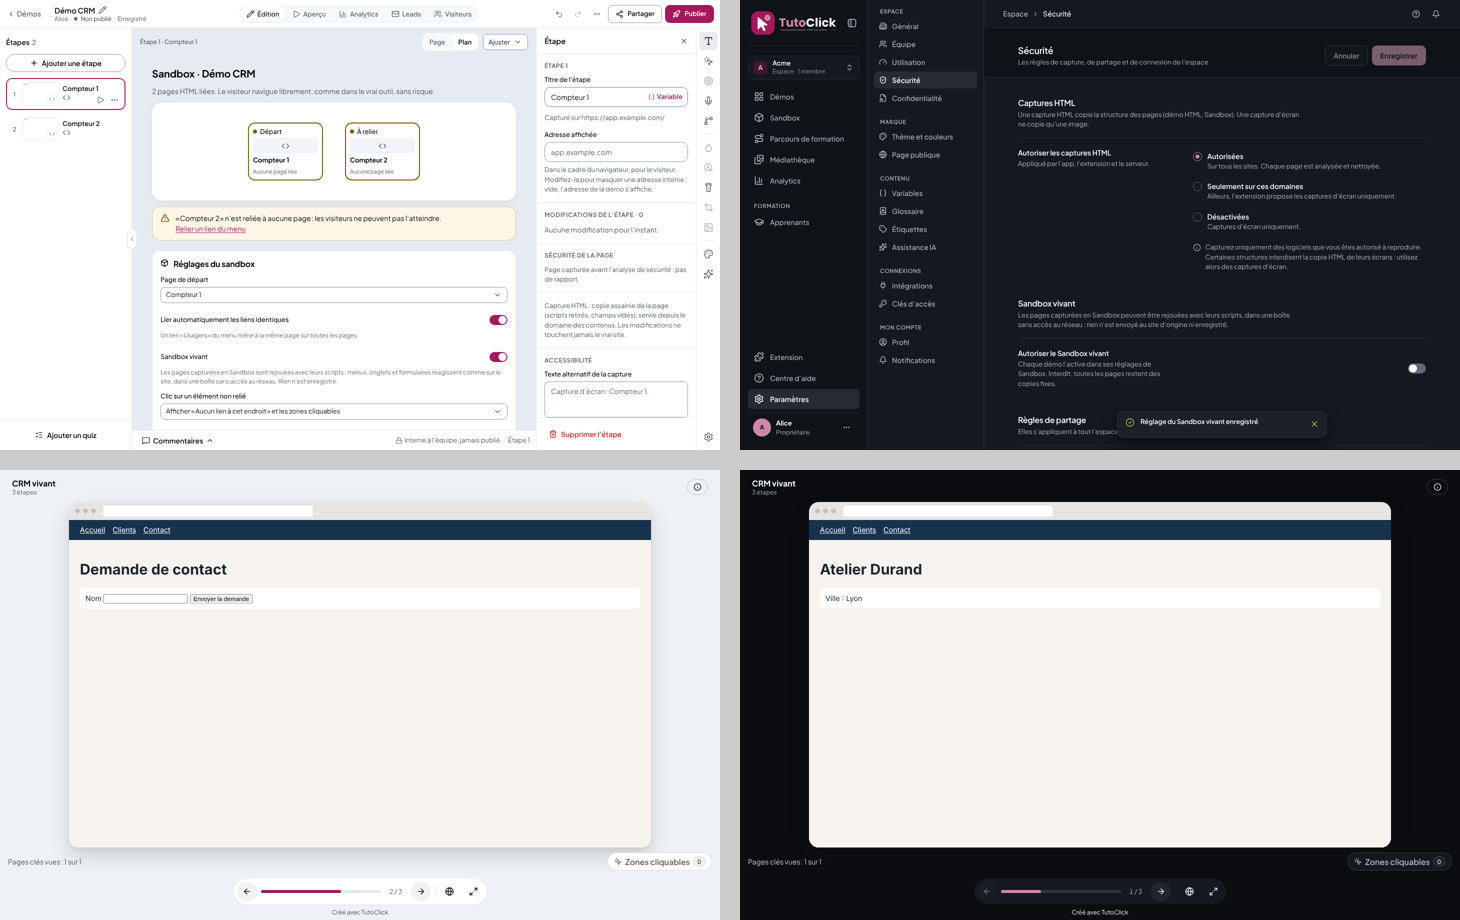 Démos
Démo CRM
Alice · Non publié · Enregistré
Édition
Aperçu
Analytics
Leads
Visiteurs
Partager
Publier
Étapes 2
Ajouter une étape
1
Compteur 1
2
Compteur 2
Ajouter un quiz
Étape 1 · Compteur 1
Page
Plan
Ajuster
Sandbox · Démo CRM
2 pages HTML liées. Le visiteur navigue librement, comme dans le vrai outil, sans risque.
Départ
Compteur 1
Aucune page liée
À relier
Compteur 2
Aucune page liée
« Compteur 2 » n'est reliée à aucune page : les visiteurs ne peuvent pas l'atteindre.
Relier un lien du menu
Réglages du sandbox
Page de départ
Compteur 1
Lier automatiquement les liens identiques
Un lien « Usagers » du menu mène à la même page sur toutes les pages.
Sandbox vivant
Les pages capturées en Sandbox sont rejouées avec leurs scripts : menus, onglets et formulaires réagissent comme sur le
site, dans une boîte sans accès au réseau. Rien n'est enregistré.
Clic sur un élément non relié
Afficher « Aucun lien à cet endroit » et les zones cliquables
Commentaires
Interne à l'équipe, jamais publié.
Étape 1
Étape
ÉTAPE 1
Titre de l'étape
Compteur 1
Variable
Capturé sur https://app.example.com/
Adresse affichée
app.example.com
Dans le cadre du navigateur, pour le visiteur.
Modifiez-la pour masquer une adresse interne ;
vide, l'adresse de la démo s'affiche.
MODIFICATIONS DE L'ÉTAPE · 0
Aucune modification pour l'instant.
SÉCURITÉ DE LA PAGE
Page capturée avant l'analyse de sécurité : pas
de rapport.
Capture HTML : copie assainie de la page
(scripts retirés, champs vidés), servie depuis le
domaine des contenus. Les modifications ne
touchent jamais le vrai site.
ACCESSIBILITÉ
Texte alternatif de la capture
Capture d'écran : Compteur 1.
Supprimer l'étape
TutoClick
A
Acme
Espace · 1 membre
Démos
Sandbox
Parcours de formation
Médiathèque
Analytics
FORMATION
Apprenants
Extension
Centre d'aide
Paramètres
A
Alice
Propriétaire
ESPACE
Général
Équipe
Utilisation
Sécurité
Confidentialité
MARQUE
Thème et couleurs
Page publique
CONTENU
Variables
Glossaire
Étiquettes
Assistance IA
CONNEXIONS
Intégrations
Clés d'accès
MON COMPTE
Profil
Notifications
Espace > Sécurité
Sécurité
Les règles de capture, de partage et de connexion de l'espace.
Annuler
Enregistrer
Captures HTML
Une capture HTML copie la structure des pages (démo HTML, Sandbox). Une capture d'écran
ne copie qu'une image.
Autoriser les captures HTML
Appliqué par l'app, l'extension et le serveur.
Autorisées
Sur tous les sites. Chaque page est analysée et nettoyée.
Seulement sur ces domaines
Ailleurs, l'extension propose les captures d'écran uniquement.
Désactivées
Captures d'écran uniquement.
Capturez uniquement des logiciels que vous êtes autorisé à reproduire.
Certaines structures interdisent la copie HTML de leurs écrans : utilisez
alors des captures d'écran.
Sandbox vivant
Les pages capturées en Sandbox peuvent être rejouées avec leurs scripts, dans une boîte
sans accès au réseau : rien n'est envoyé au site d'origine ni enregistré.
Autoriser le Sandbox vivant
Chaque démo l'active dans ses réglages de
Sandbox. Interdit, toutes les pages restent des
copies fixes.
Règles de partage
Elles s'appliquent à tout l'espace
Réglage du Sandbox vivant enregistré
CRM vivant
3 étapes
Accueil
Clients
Contact
Demande de contact
Nom
Envoyer la demande
Pages clés vues : 1 sur 1
Zones cliquables 0
2 / 3
Créé avec TutoClick
CRM vivant
3 étapes
Accueil
Clients
Contact
Atelier Durand
Ville : Lyon
Pages clés vues : 1 sur 1
Zones cliquables 0
1 / 3
Créé avec TutoClick